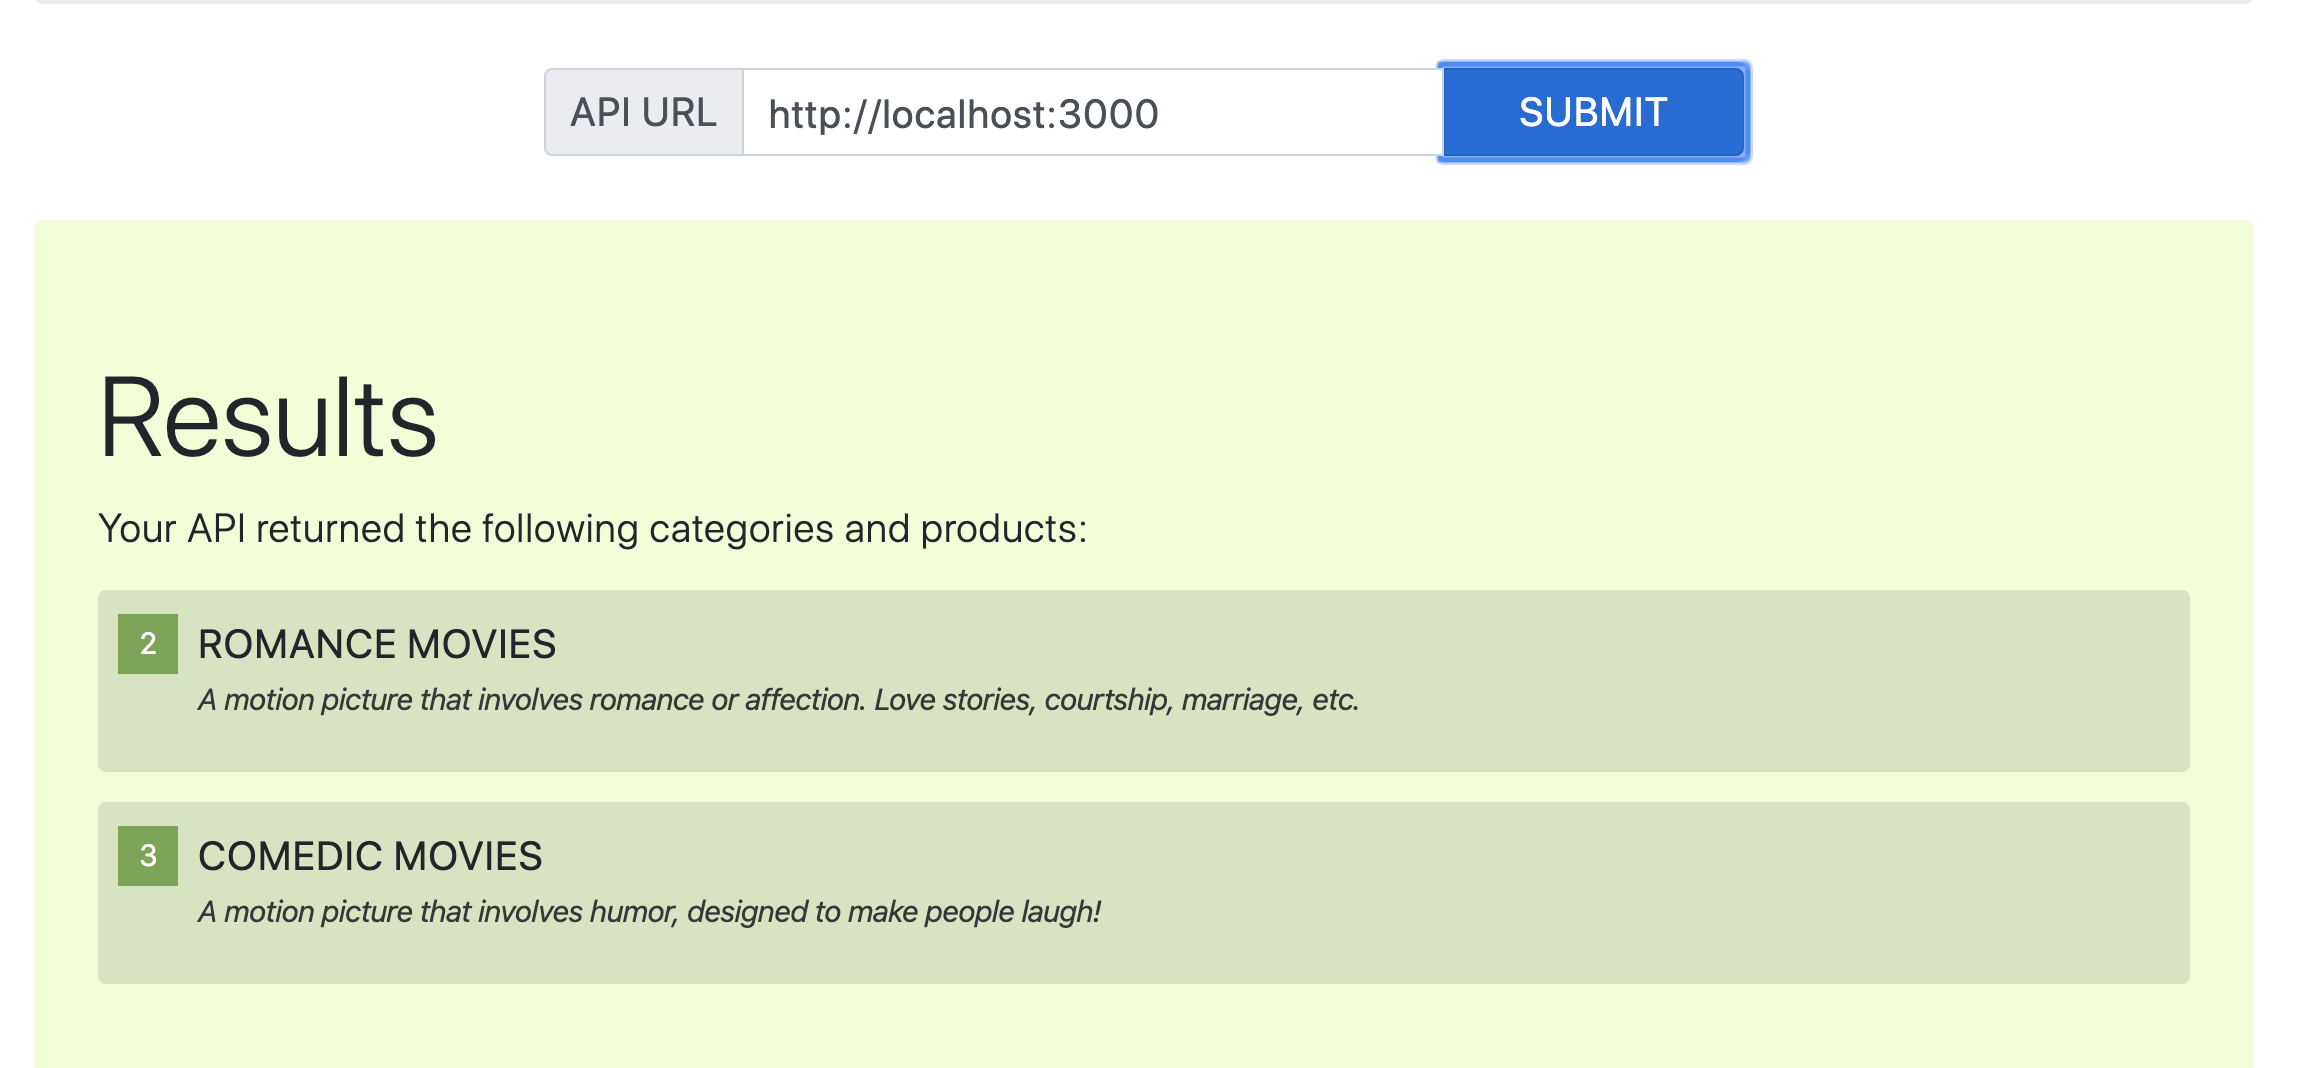 API URL http://localhost:3000 SUBMIT
Results
Your API returned the following categories and products:
2 ROMANCE MOVIES
A motion picture that involves romance or affection. Love stories, courtship, marriage, etc.
3 COMEDIC MOVIES
A motion picture that involves humor, designed to make people laugh!